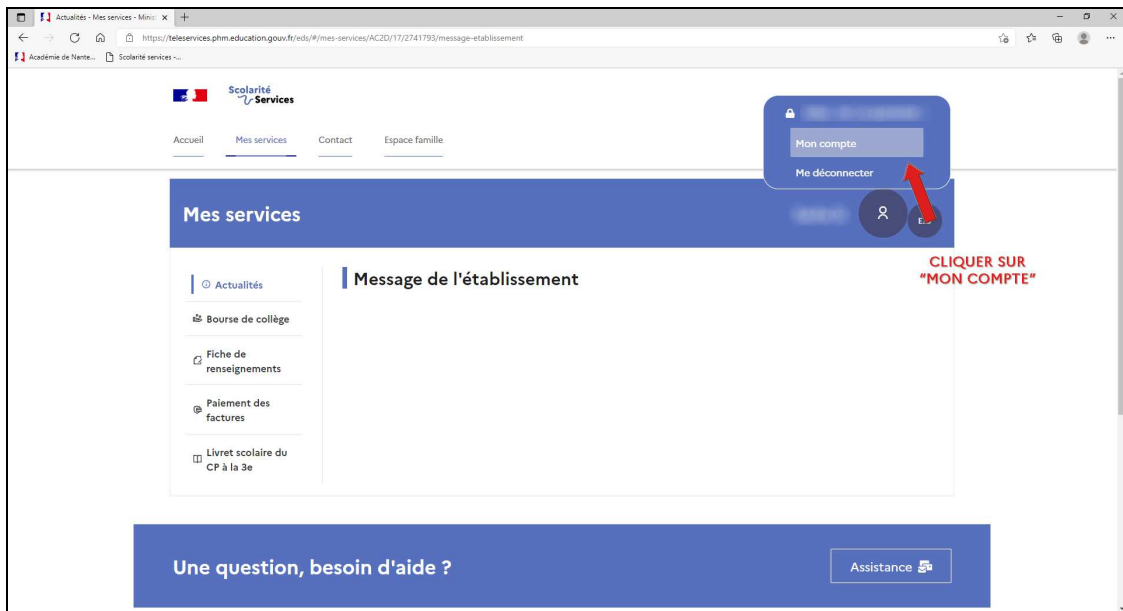 Actualités - Mes services - Minis
https://teleservices.phm.education.gouv.fr/eds/#/mes-services/AC2D/17/2741793/message-etablissement
Académie de Nante...
Scolarité services -...
Scolarité
Services
Accueil
Mes services
Contact
Espace famille
Mon compte
Me déconnecter
Mes services
CLIQUER SUR
"MON COMPTE"
Actualités
Bourse de collège
Fiche de
renseignements
Paiement des
factures
Livret scolaire du
CP à la 3e
Message de l'établissement
Une question, besoin d'aide ?
Assistance